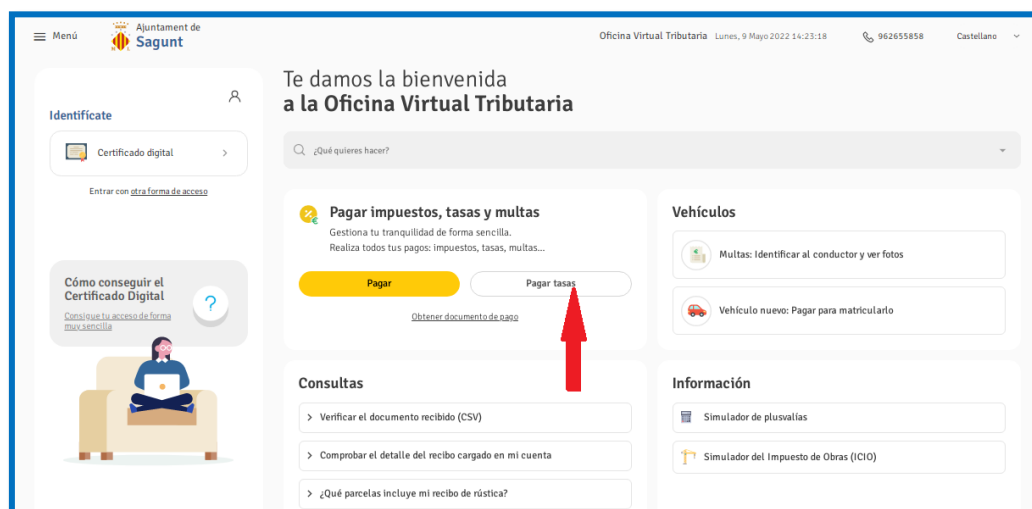 Menú
Ajuntament de
Sagunt
Oficina Virtual Tributaria Lunes, 9 Mayo 2022 14:23:18
962655858
Castellano
Identifícate
Certificado digital
Entrar con otra forma de acceso
Cómo conseguir el
Certificado Digital
Consigue tu acceso de forma
muy sencilla
?
Te damos la bienvenida
a la Oficina Virtual Tributaria
¿Qué quieres hacer?
Pagar impuestos, tasas y multas
Gestiona tu tranquilidad de forma sencilla.
Realiza todos tus pagos: impuestos, tasas, multas...
Pagar
Pagar tasas
Obtener documento de pago
Vehículos
Multas: Identificar al conductor y ver fotos
Vehículo nuevo: Pagar para matricularlo
Consultas
Verificar el documento recibido (CSV)
Comprobar el detalle del recibo cargado en mi cuenta
¿Qué parcelas incluye mi recibo de rústica?
Información
Simulador de plusvalías
Simulador del Impuesto de Obras (ICIO)